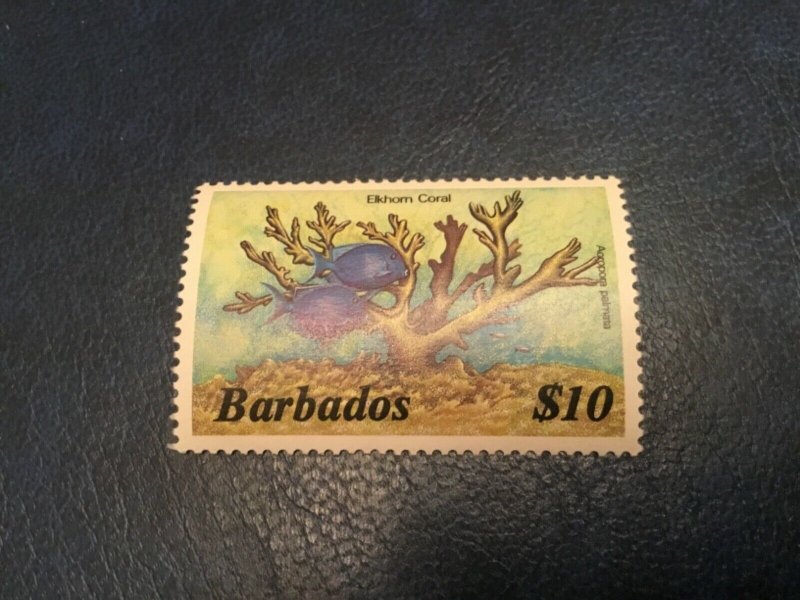 Elkhorn Coral
Acropora palmata
Barbados
$10